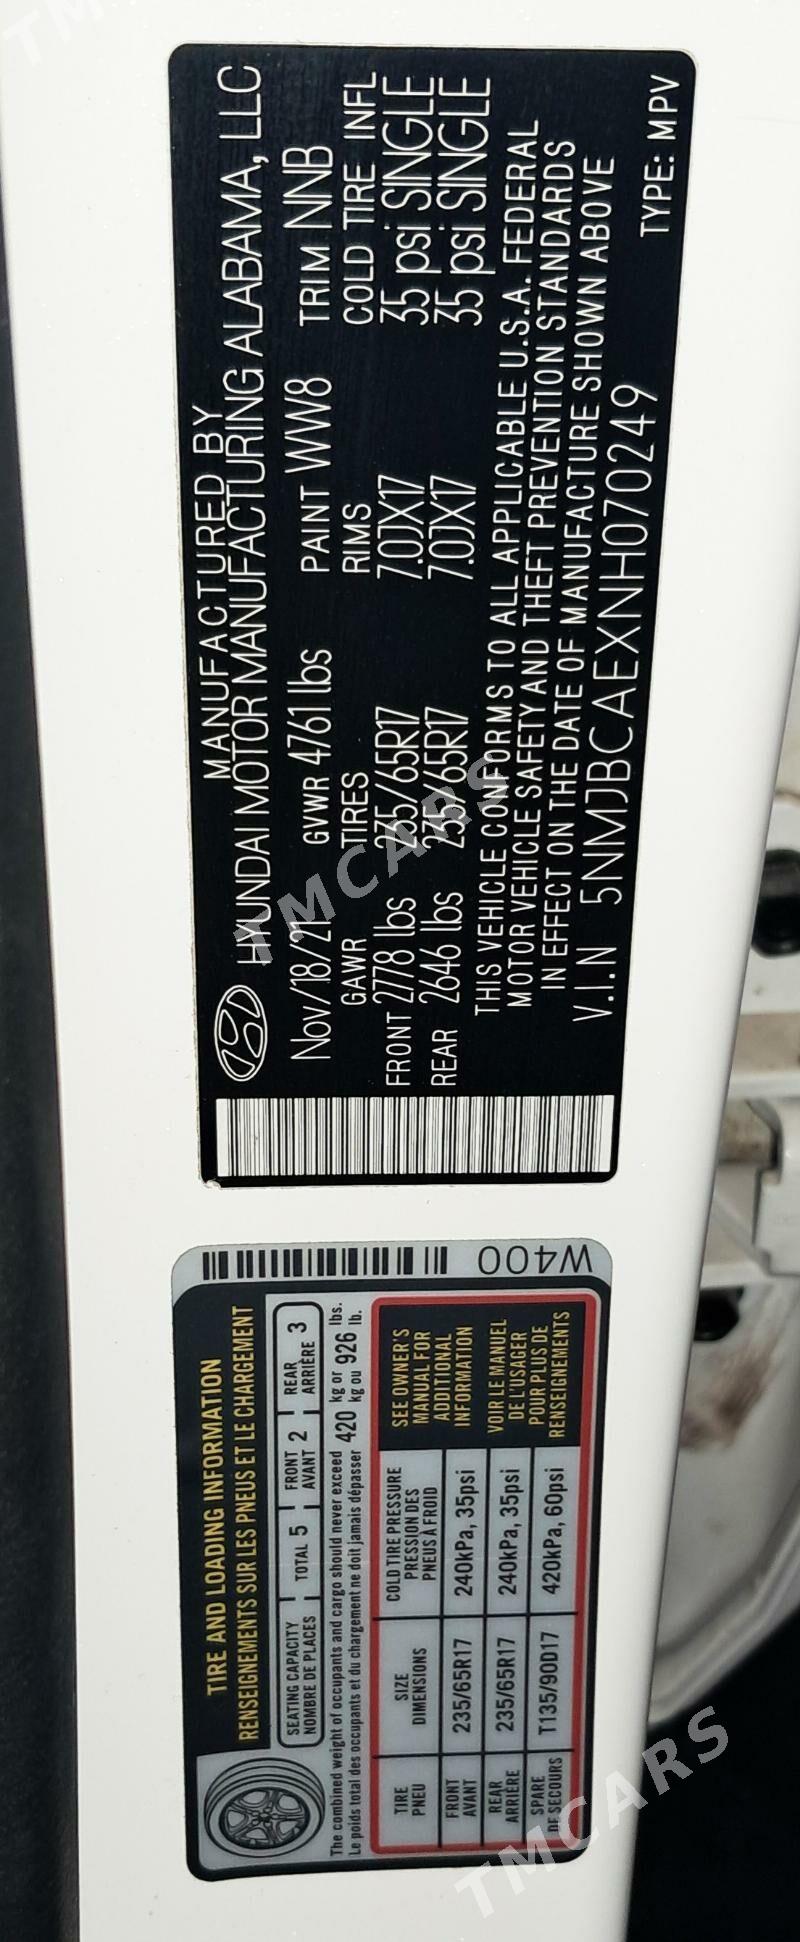 MANUFACTURED BY
HYUNDAI MOTOR MANUFACTURING ALABAMA, LLC
Nov/18/21 GVWR 4761 lbs PAINT WW8 TRIM NNB
GAWR TIRES RIMS COLD TIRE INFL
FRONT 2778 lbs 235/65R17 7.0JX17 35 psi SINGLE
REAR 2646 lbs 235/65R17 7.0JX17 35 psi SINGLE
THIS VEHICLE CONFORMS TO ALL APPLICABLE U.S.A. FEDERAL
MOTOR VEHICLE SAFETY AND THEFT PREVENTION STANDARDS
IN EFFECT ON THE DATE OF MANUFACTURE SHOWN ABOVE
V.I.N 5NMJBCAEXNH070249
TYPE: MPV
TMCARS
TIRE AND LOADING INFORMATION
RENSEIGNEMENTS SUR LES PNEUS ET LE CHARGEMENT
SEATING CAPACITY TOTAL 5 FRONT 2 REAR 3
NOMBRE DE PLACES AVANT ARRIÈRE
The combined weight of occupants and cargo should never exceed 420 kg or 926 lbs.
Le poids total des occupants et du chargement ne doit jamais dépasser kg ou lb.
TIRE SIZE COLD TIRE PRESSURE
PNEU DIMENSIONS PRESSION DES
PNEUS À FROID
FRONT 235/65R17 240kPa, 35psi
AVANT
REAR 235/65R17 240kPa, 35psi
ARRIÈRE
SPARE T135/90D17 420kPa, 60psi
DE SECOURS
SEE OWNER'S
MANUAL FOR
ADDITIONAL
INFORMATION
VOIR LE MANUEL
DE L'USAGER
POUR PLUS DE
RENSEIGNEMENTS
W400
TMCARS